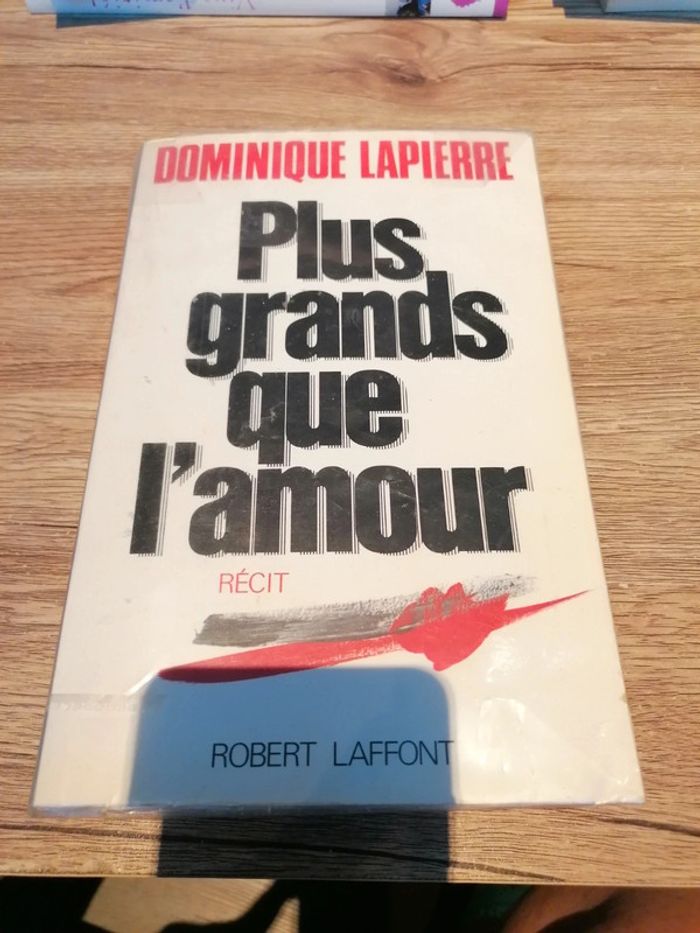 DOMINIQUE LAPIERRE
Plus
grands
que
l'amour
RÉCIT
ROBERT LAFFONT